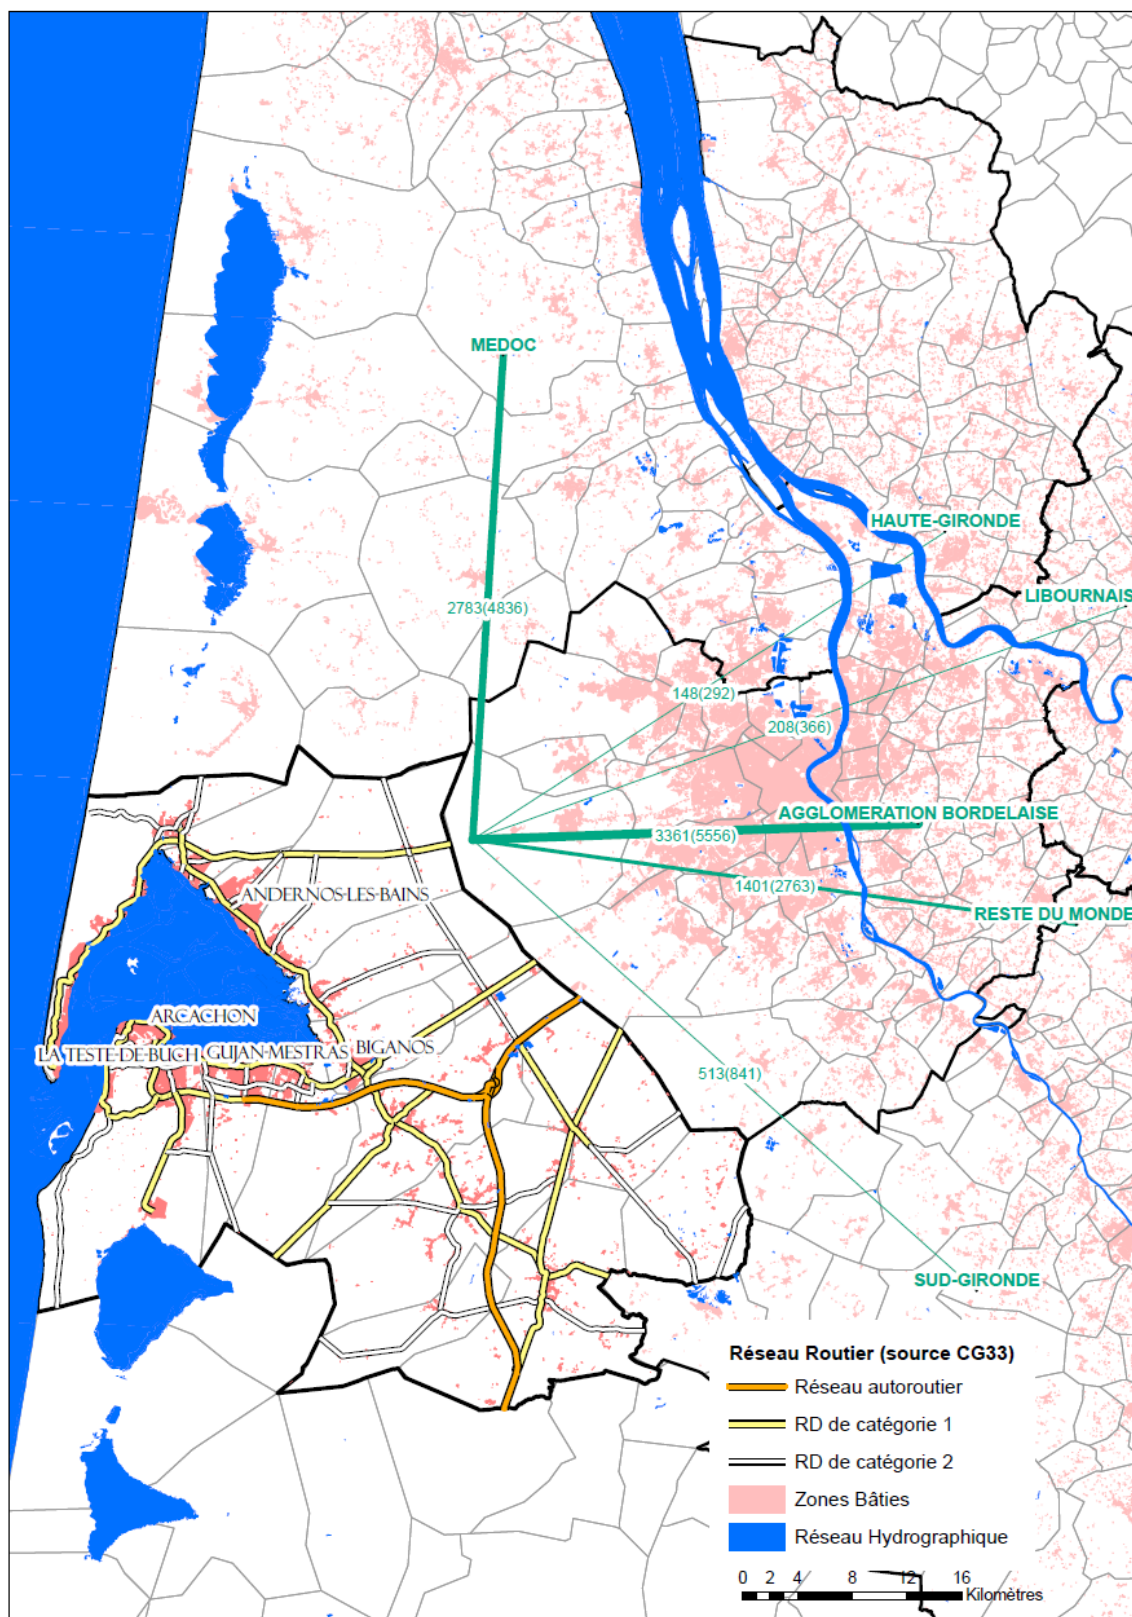 MEDOC
HAUTE-GIRONDE
LIBOURNAIS
2783(4836)
148(292)
208(366)
AGGLOMERATION BORDELAISE
3361(5556)
1401(2763)
ANDERNOS-LES-BAINS
RESTE DU MONDE
ARCACHON
LA TESTE-DE-BUCH
GUJAN-MESTRAS
BIGANOS
513(841)
SUD-GIRONDE
Réseau Routier (source CG33)
Réseau autoroutier
RD de catégorie 1
RD de catégorie 2
Zones Bâties
Réseau Hydrographique
0 2 4 8 12 16
Kilomètres